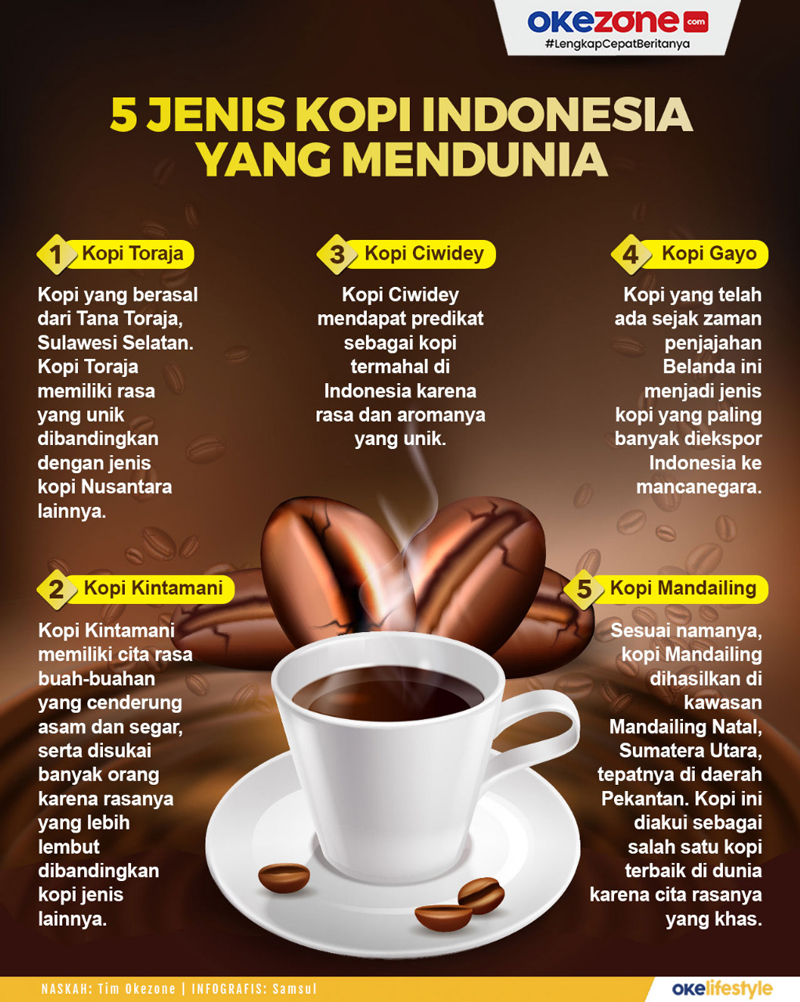 okezone.com
#LengkapCepatBeritanya
5 JENIS KOPI INDONESIA
YANG MENDUNIA
1 Kopi Toraja
Kopi yang berasal
dari Tana Toraja,
Sulawesi Selatan.
Kopi Toraja
memiliki rasa
yang unik
dibandingkan
dengan jenis
kopi Nusantara
lainnya.
2 Kopi Kintamani
Kopi Kintamani
memiliki cita rasa
buah-buahan
yang cenderung
asam dan segar,
serta disukai
banyak orang
karena rasanya
yang lebih
lembut
dibandingkan
kopi jenis
lainnya.
3 Kopi Ciwidey
Kopi Ciwidey
mendapat predikat
sebagai kopi
termahal di
Indonesia karena
rasa dan aromanya
yang unik.
4 Kopi Gayo
Kopi yang telah
ada sejak zaman
penjajahan
Belanda ini
menjadi jenis
kopi yang paling
banyak diekspor
Indonesia ke
mancanegara.
5 Kopi Mandailing
Sesuai namanya,
kopi Mandailing
dihasilkan di
kawasan
Mandailing Natal,
Sumatera Utara,
tepatnya di daerah
Pekantan. Kopi ini
diakui sebagai
salah satu kopi
terbaik di dunia
karena cita rasanya
yang khas.
NASKAH: Tim Okezone | INFOGRAFIS: Samsul
okelifestyle